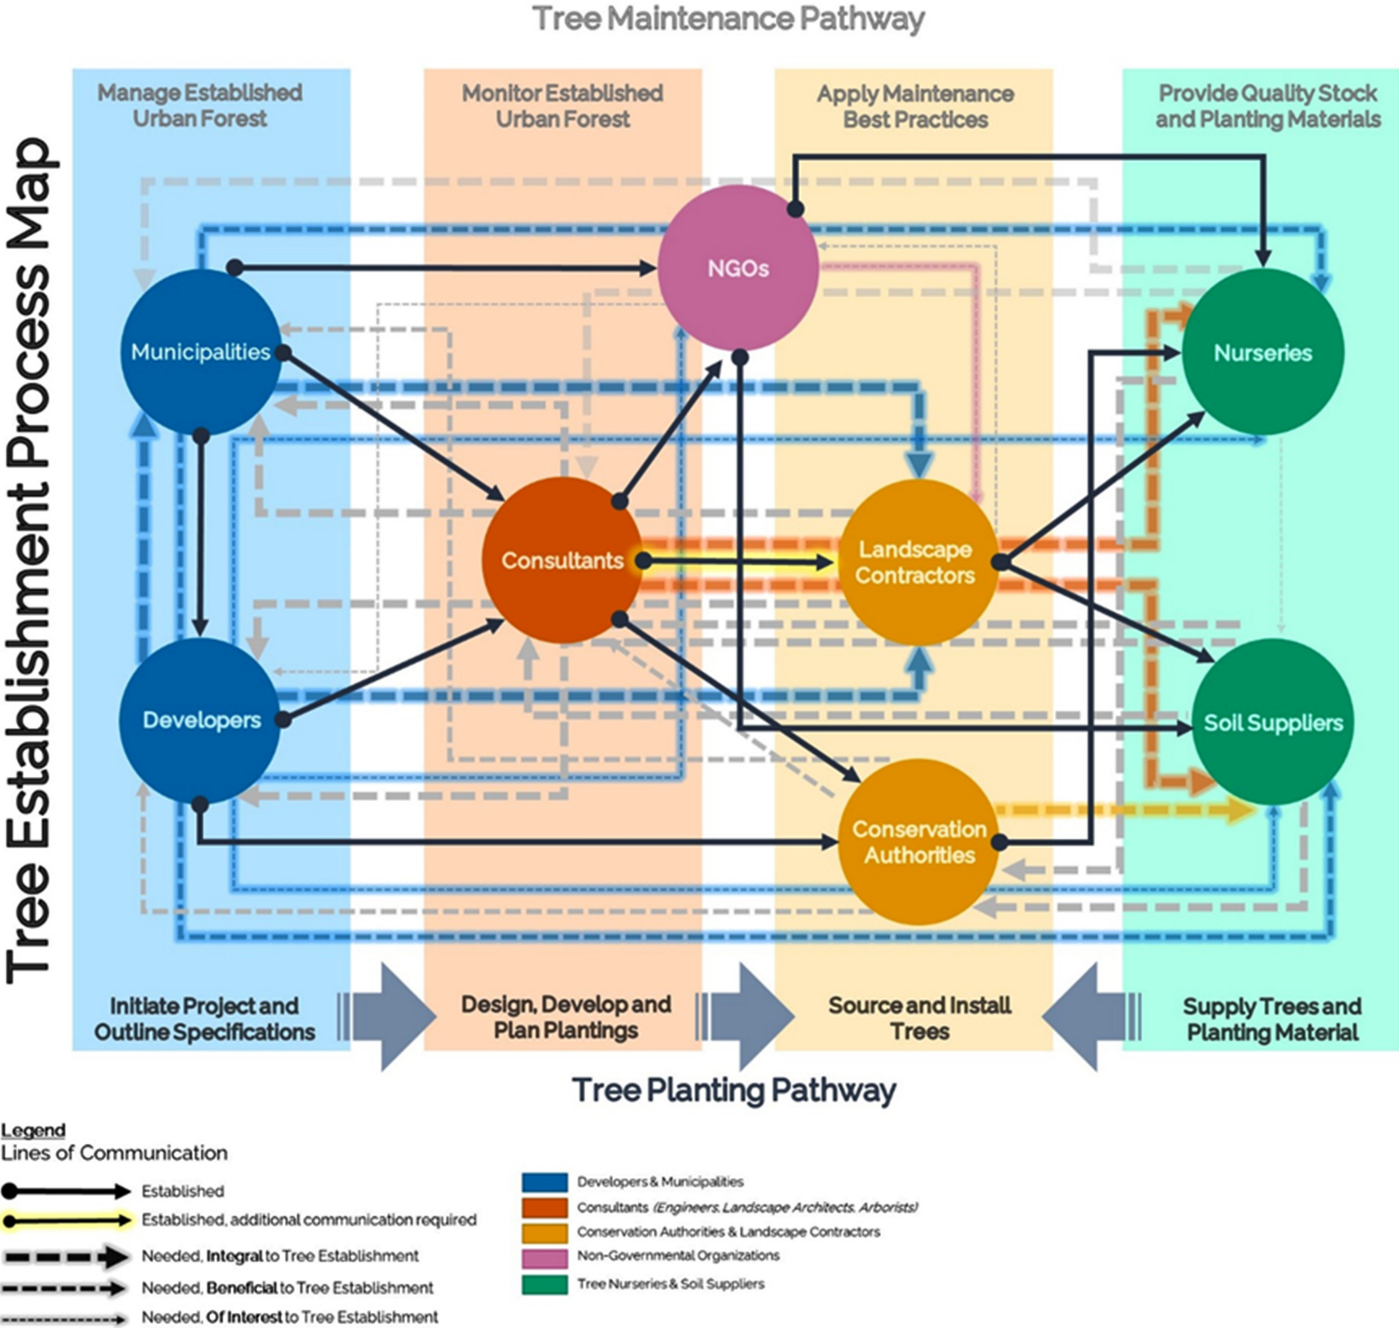 Tree Maintenance Pathway
Tree Establishment Process Map
Manage Established
Urban Forest
Monitor Established
Urban Forest
Apply Maintenance
Best Practices
Provide Quality Stock
and Planting Materials
NGOs
Municipalities
Nurseries
Consultants
Landscape
Contractors
Developers
Soil Suppliers
Conservation
Authorities
Initiate Project and
Outline Specifications
Design, Develop and
Plan Plantings
Source and Install
Trees
Supply Trees and
Planting Material
Tree Planting Pathway
Legend
Lines of Communication
Established
Established, additional communication required
Needed, Integral to Tree Establishment
Needed, Beneficial to Tree Establishment
Needed, Of Interest to Tree Establishment
Developers & Municipalities
Consultants (Engineers, Landscape Architects, Arborists)
Conservation Authorities & Landscape Contractors
Non-Governmental Organizations
Tree Nurseries & Soil Suppliers